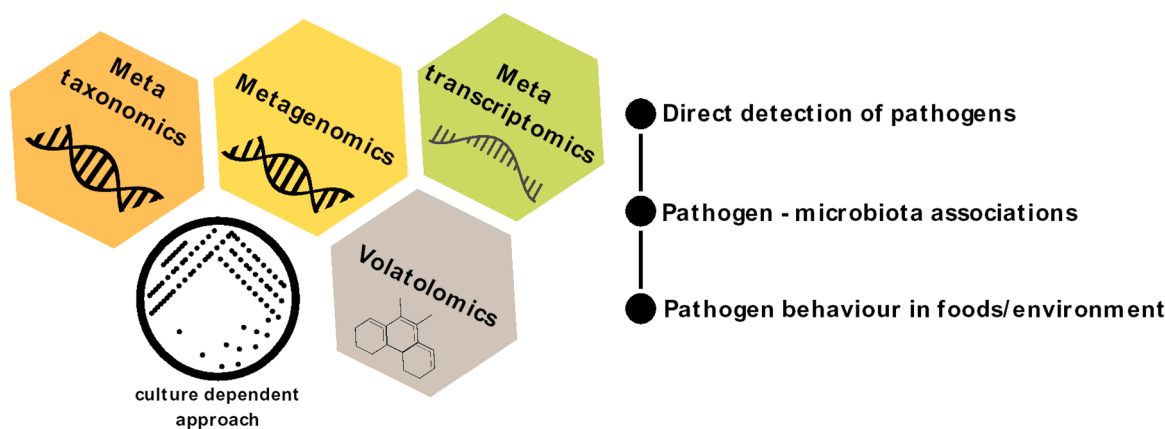 Meta
taxonomics
Metagenomics
Meta
transcriptomics
Volatolomics
culture dependent
approach
Direct detection of pathogens
Pathogen - microbiota associations
Pathogen behaviour in foods/environment